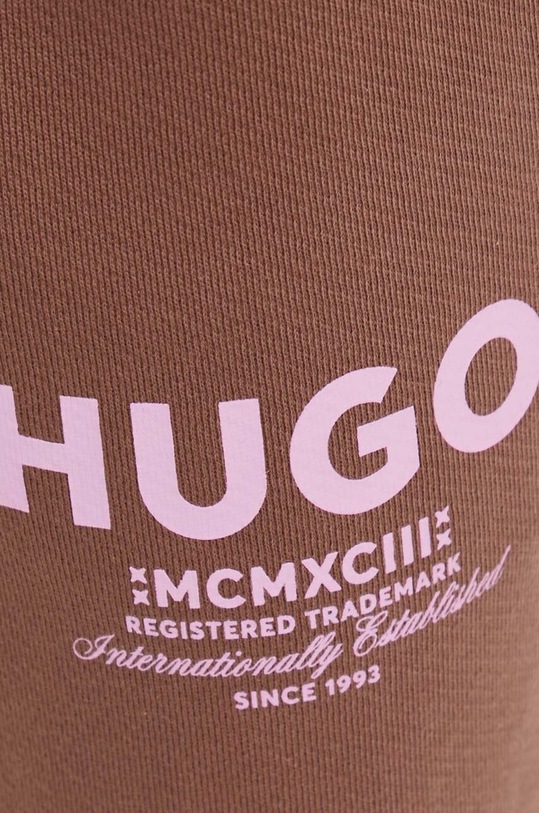 HUGO
MCMXCIII
REGISTERED TRADEMARK
Internationally Established
SINCE 1993